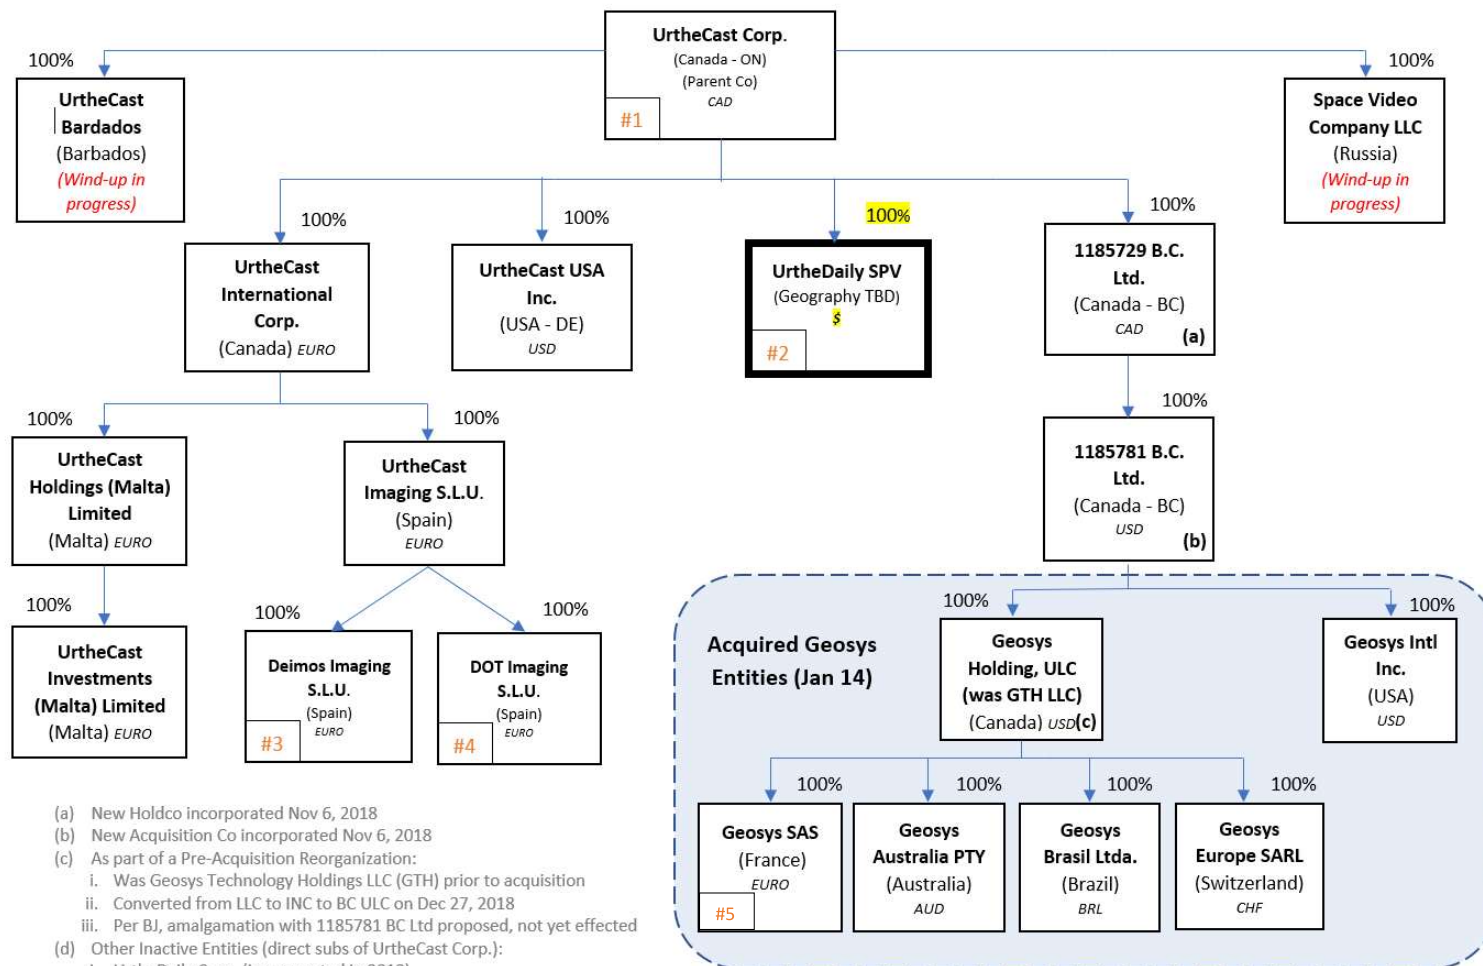 UrtheCast Corp.
(Canada - ON)
(Parent Co)
CAD
#1
100%
UrtheCast
Bardados
(Barbados)
(Wind-up in
progress)
100%
Space Video
Company LLC
(Russia)
(Wind-up in
progress)
100%
UrtheCast
International
Corp.
(Canada) EURO
100%
UrtheCast USA
Inc.
(USA - DE)
USD
100%
UrtheDaily SPV
(Geography TBD)
$
#2
100%
1185729 B.C.
Ltd.
(Canada - BC)
CAD
(a)
100%
UrtheCast
Holdings (Malta)
Limited
(Malta) EURO
100%
UrtheCast
Imaging S.L.U.
(Spain)
EURO
100%
1185781 B.C.
Ltd.
(Canada - BC)
USD
(b)
100%
UrtheCast
Investments
(Malta) Limited
(Malta) EURO
100%
Deimos Imaging
S.L.U.
(Spain)
EURO
#3
100%
DOT Imaging
S.L.U.
(Spain)
EURO
#4
Acquired Geosys
Entities (Jan 14)
100%
Geosys
Holding, ULC
(was GTH LLC)
(Canada) USD(c)
100%
Geosys Intl
Inc.
(USA)
USD
100%
Geosys SAS
(France)
EURO
#5
100%
Geosys
Australia PTY
(Australia)
AUD
100%
Geosys
Brasil Ltda.
(Brazil)
BRL
100%
Geosys
Europe SARL
(Switzerland)
CHF
(a) New Holdco incorporated Nov 6, 2018
(b) New Acquisition Co incorporated Nov 6, 2018
(c) As part of a Pre-Acquisition Reorganization:
i. Was Geosys Technology Holdings LLC (GTH) prior to acquisition
ii. Converted from LLC to INC to BC ULC on Dec 27, 2018
iii. Per BJ, amalgamation with 1185781 BC Ltd proposed, not yet effected
(d) Other Inactive Entities (direct subs of UrtheCast Corp.):